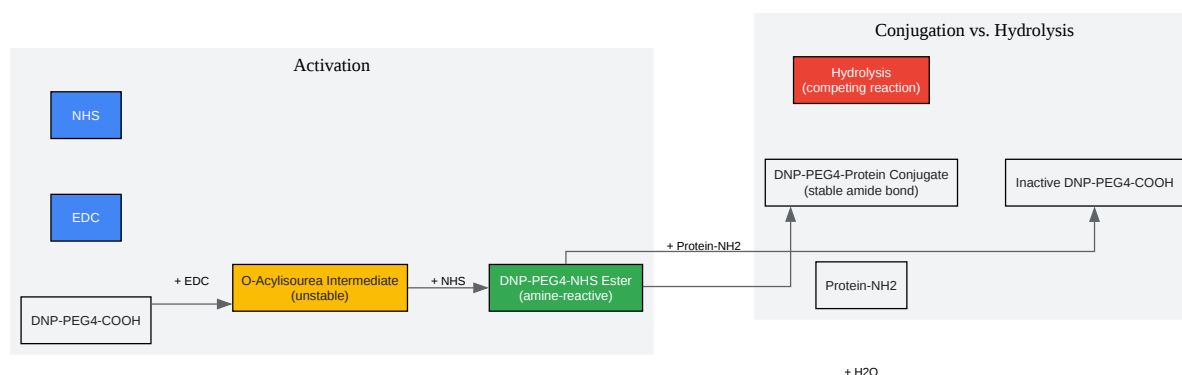 Activation
NHS
EDC
DNP-PEG4-COOH
+ EDC
O-Acylisourea Intermediate
(unstable)
+ NHS
DNP-PEG4-NHS Ester
(amine-reactive)
+ Protein-NH2
Conjugation vs. Hydrolysis
Hydrolysis
(competing reaction)
DNP-PEG4-Protein Conjugate
(stable amide bond)
Inactive DNP-PEG4-COOH
Protein-NH2
+ H2O